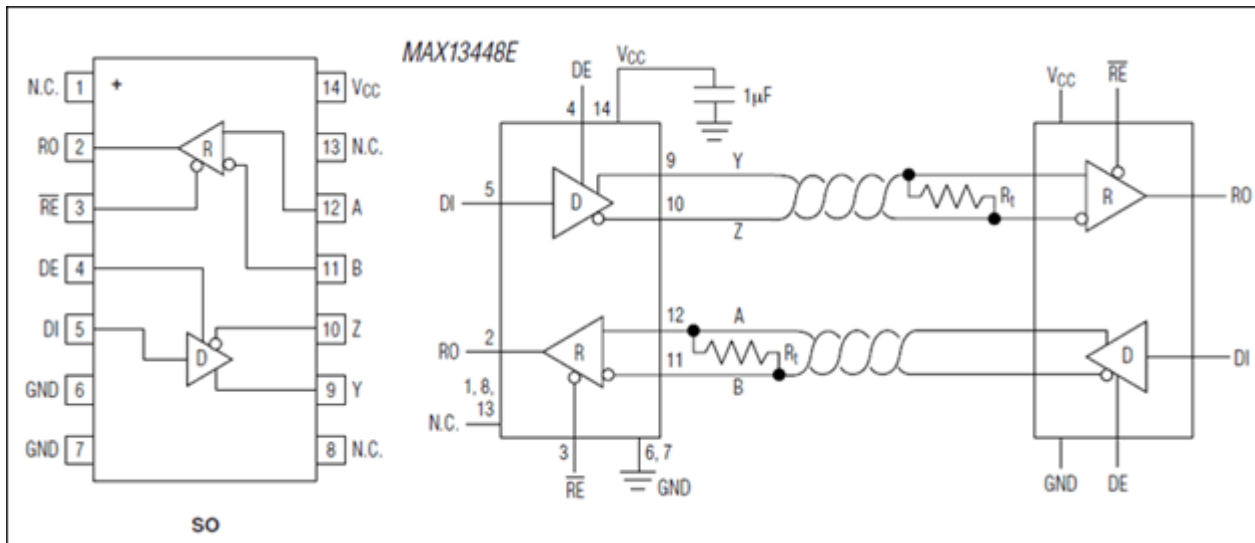 MAX13448E
N.C. 1 + 14 VCC
RO 2 R 13 N.C.
RE 3 12 A
DE 4 11 B
DI 5 D 10 Z
GND 6 9 Y
GND 7 8 N.C.
SO
DE VCC
4 14 1µF
DI 5 D
9 Y
10 Z
Rt
VCC RE
R RO
RO 2 R
12 A
11 B
Rt
D DI
1, 8,
13
N.C.
3 6, 7
RE GND
GND DE